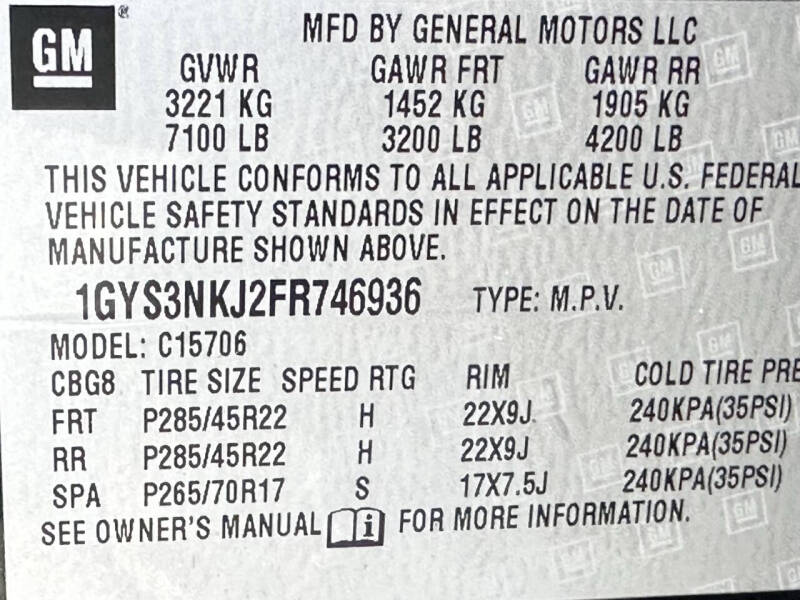 GM
MFD BY GENERAL MOTORS LLC
GVWR GAWR FRT GAWR RR
3221 KG 1452 KG 1905 KG
7100 LB 3200 LB 4200 LB
THIS VEHICLE CONFORMS TO ALL APPLICABLE U.S. FEDERAL
VEHICLE SAFETY STANDARDS IN EFFECT ON THE DATE OF
MANUFACTURE SHOWN ABOVE.
1GYS3NKJ2FR746936 TYPE: M.P.V.
MODEL: C15706
CBG8 TIRE SIZE SPEED RTG RIM COLD TIRE PRE
FRT P285/45R22 H 22X9J 240KPA(35PSI)
RR P285/45R22 H 22X9J 240KPA(35PSI)
SPA P265/70R17 S 17X7.5J 240KPA(35PSI)
SEE OWNER'S MANUAL i FOR MORE INFORMATION.